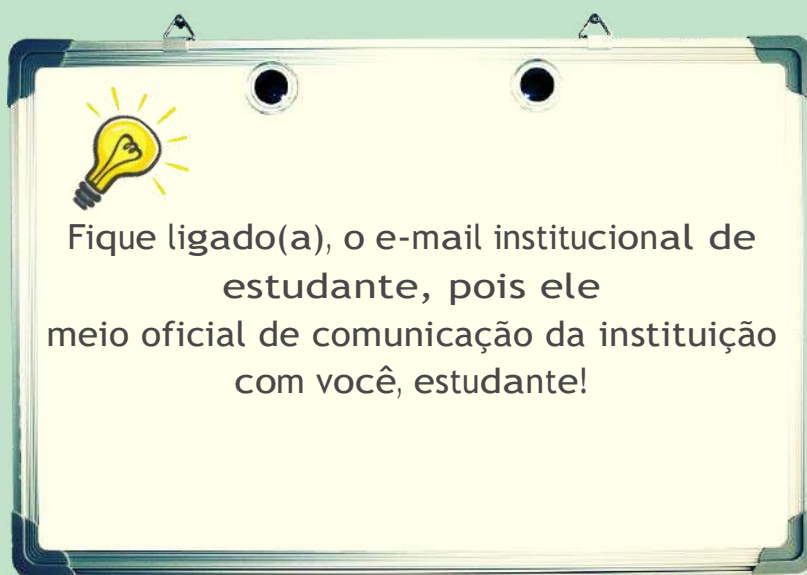 Fique ligado(a), o e-mail institucional de
estudante, pois ele
meio oficial de comunicação da instituição
com você, estudante!